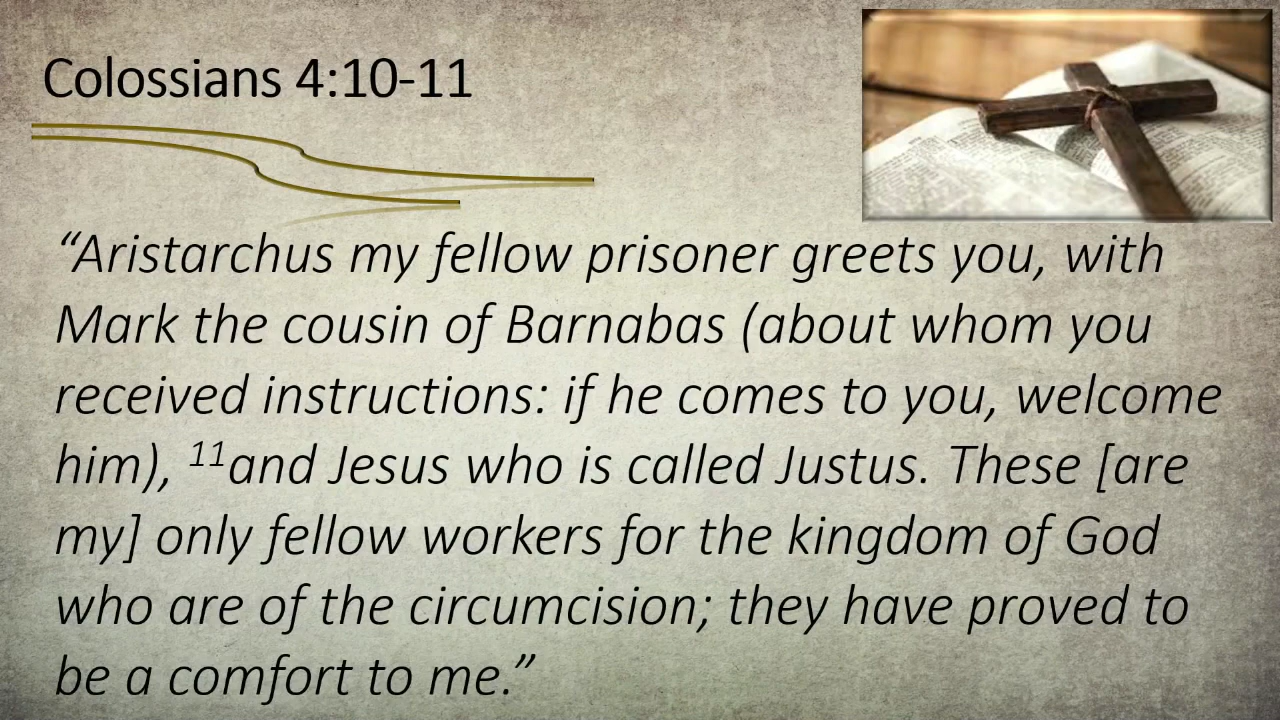 Colossians 4:10-11
“Aristarchus my fellow prisoner greets you, with
Mark the cousin of Barnabas (about whom you
received instructions: if he comes to you, welcome
him), 11and Jesus who is called Justus. These [are
my] only fellow workers for the kingdom of God
who are of the circumcision; they have proved to
be a comfort to me.”